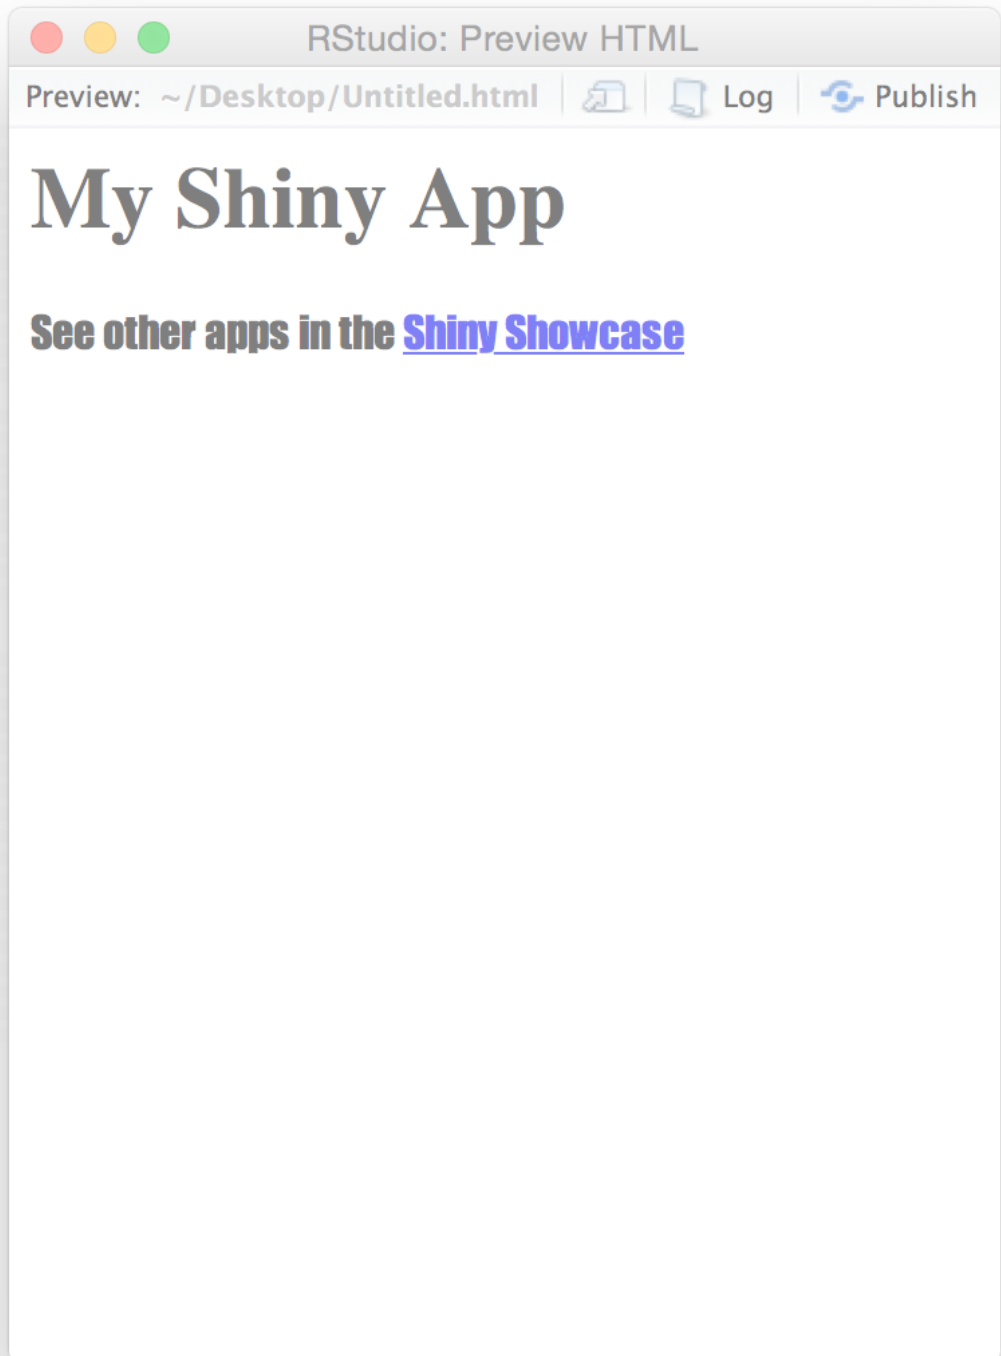 RStudio: Preview HTML
Preview: ~/Desktop/Untitled.html Log Publish
My Shiny App
See other apps in the Shiny Showcase